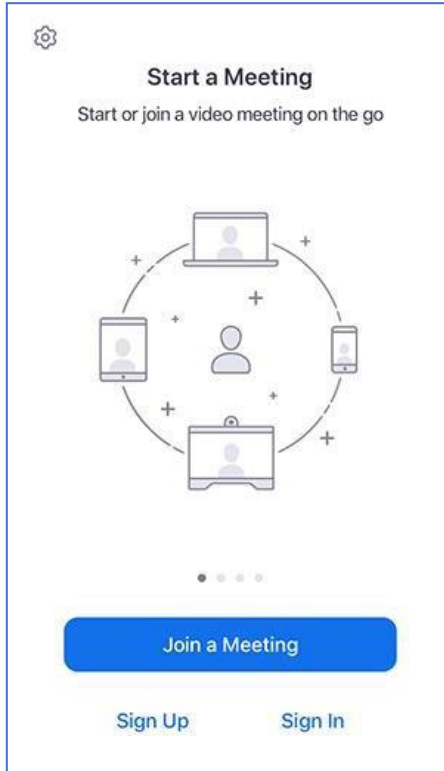 Start a Meeting
Start or join a video meeting on the go
Join a Meeting
Sign Up Sign In